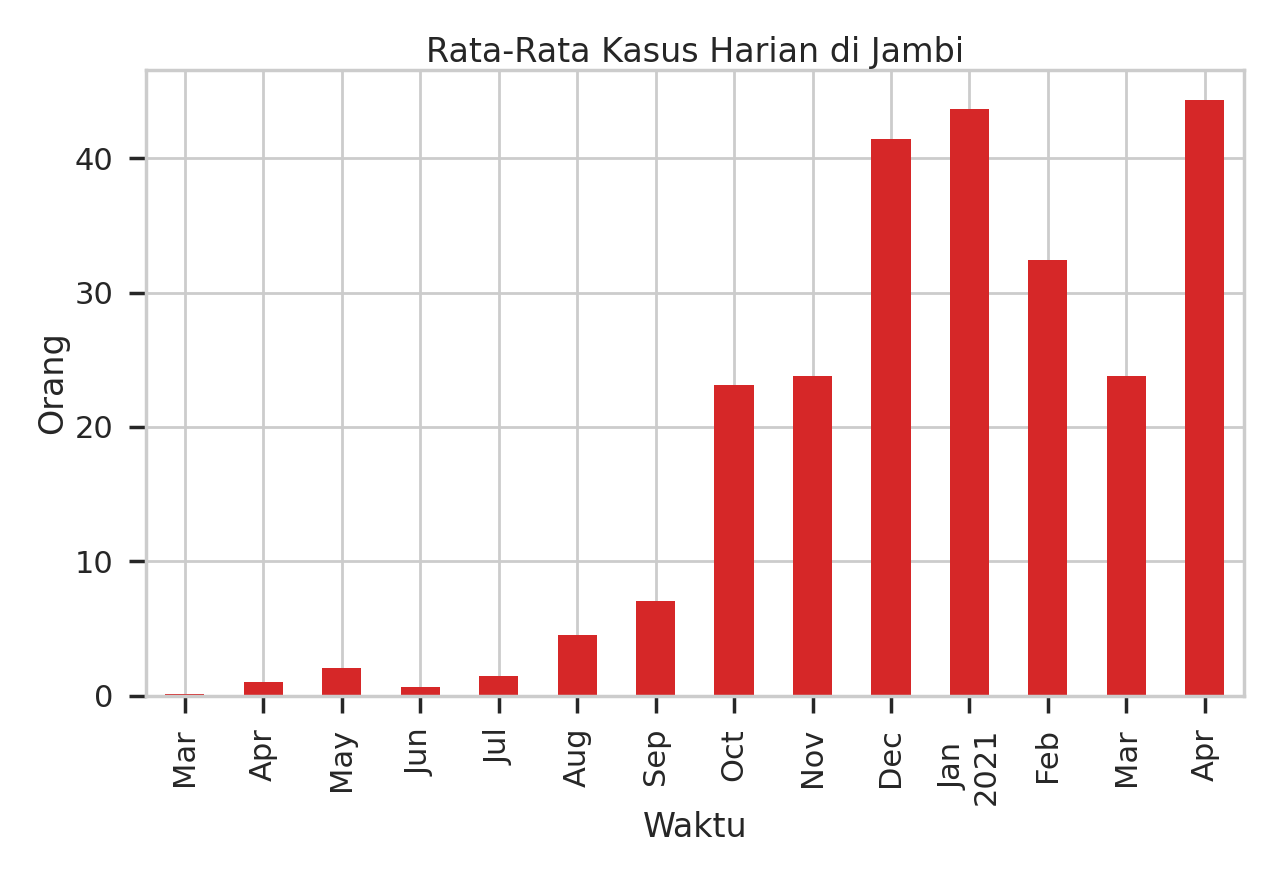 Rata-Rata Kasus Harian di Jambi
Orang
40
30
20
10
0
Mar
Apr
May
Jun
Jul
Aug
Sep
Oct
Nov
Dec
Jan
2021
Feb
Mar
Apr
Waktu